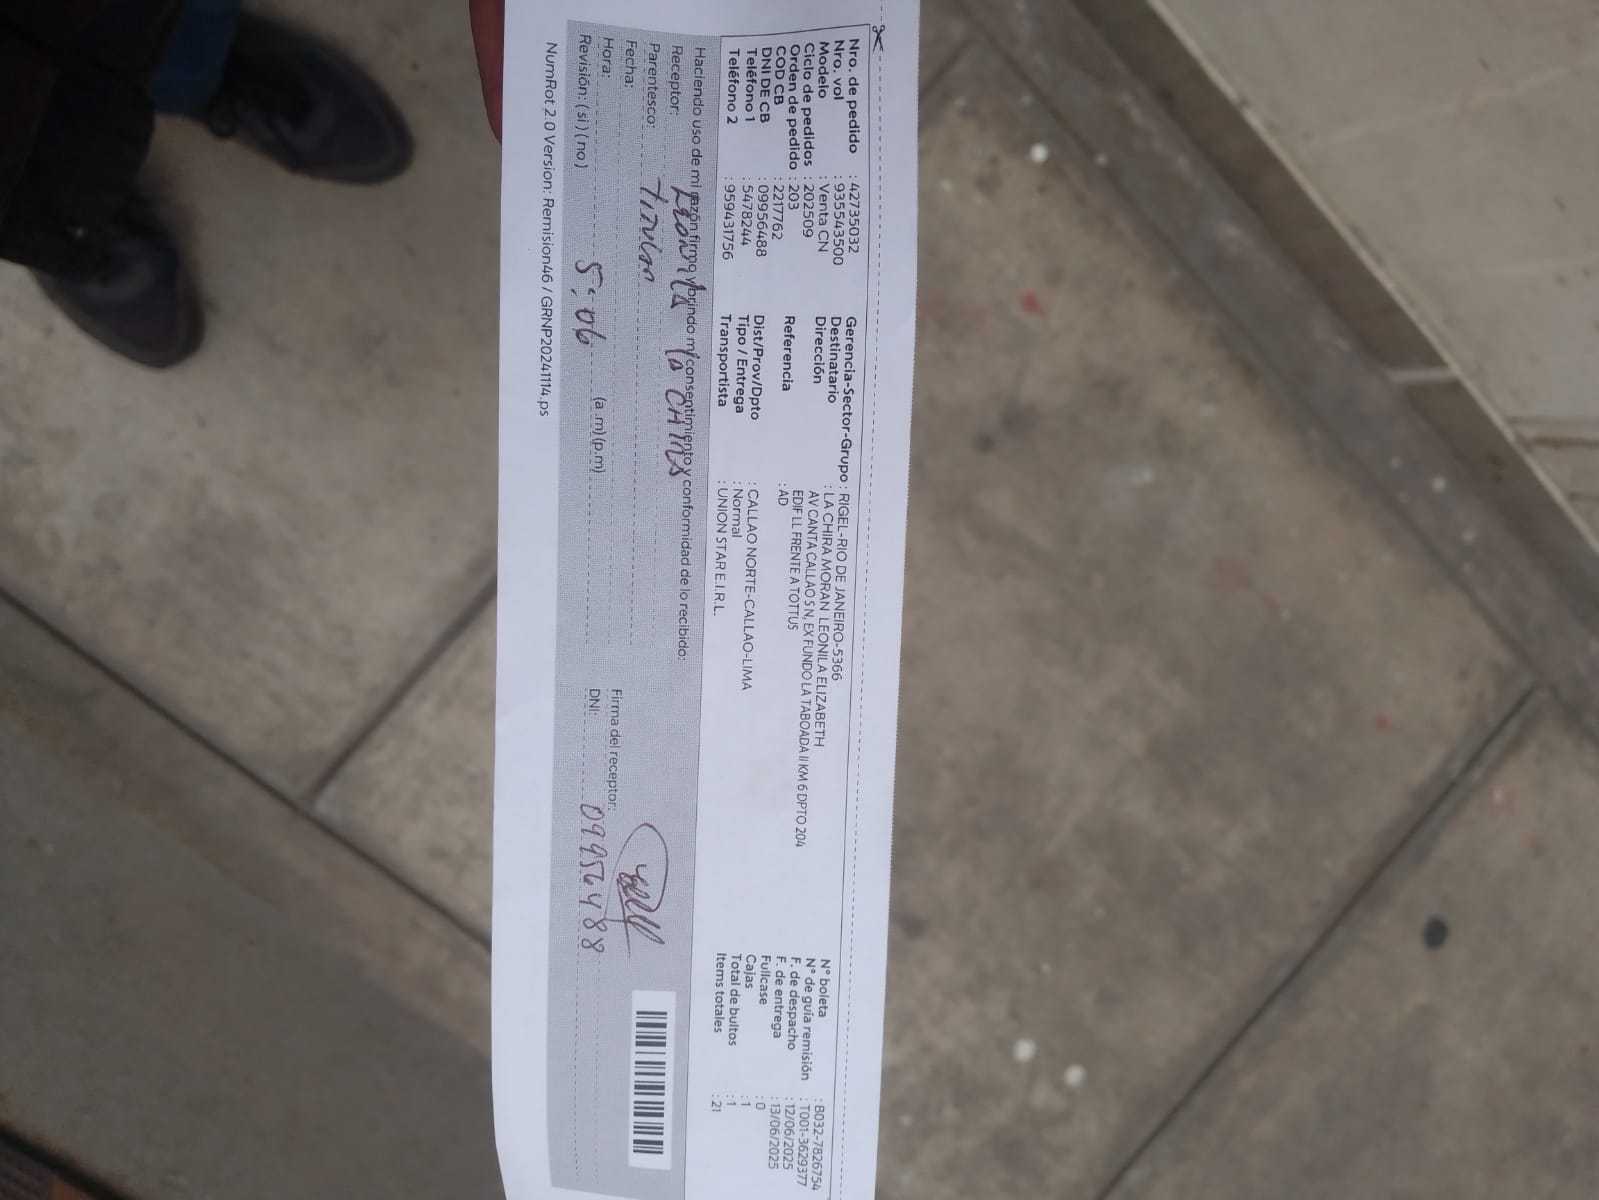 Nro. de pedido : 42735032
Nro. vol : 935543500
Modelo : Venta CN
Ciclo de pedidos : 202509
Orden de pedido : 203
COD CB : 2217762
DNI DE CB : 09956488
Teléfono 1 : 5478244
Teléfono 2 : 959431756
Gerencia-Sector-Grupo : RIGEL-RIO DE JANEIRO-5366
Destinatario : LA CHIRA MORAN LEONILA ELIZABETH
Dirección AV CANTA CALLAO S N, EX FUNDO LA TABOADA II KM 6 DPTO 204
EDIF LL FRENTE A TOTTUS
Referencia : AD
Dist/Prov/Dpto : CALLAO NORTE-CALLAO-LIMA
Tipo / Entrega : Normal
Transportista : UNION STAR E.I.R.L.
N° boleta : B032-7826754
N° de guía remisión : T001-3629377
F. de despacho : 12/06/2025
F. de entrega : 13/06/2025
Fullcase : 0
Cajas : 1
Total de bultos : 1
Items totales : 21
Haciendo uso de mi razón firmo y brindo mi consentimiento y conformidad de lo recibido:
Receptor: Leonila la Chira
Parentesco: Titular
Fecha:
Hora: 5:06 (a.m)(p.m)
Revisión: (si) (no)
Firma del receptor:
DNI: 09956488
NumRot 2.0 Version: Remision46 / GRNP20241114.ps